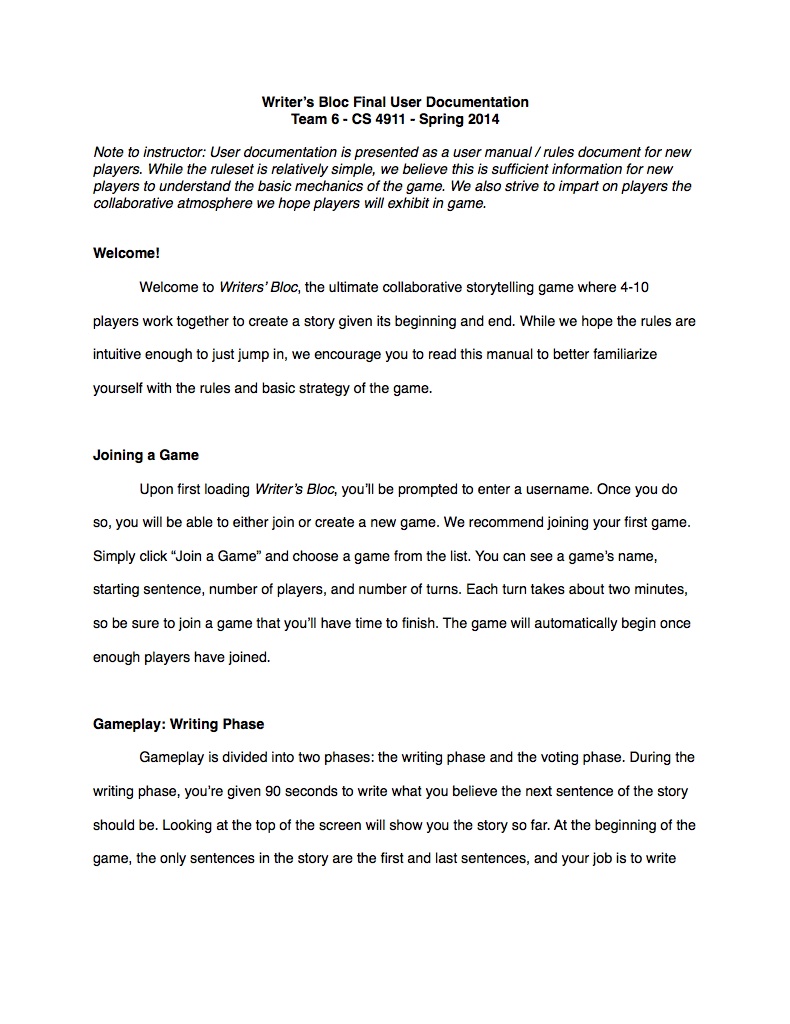 Writer’s Bloc Final User Documentation
Team 6 - CS 4911 - Spring 2014
Note to instructor: User documentation is presented as a user manual / rules document for new
players. While the ruleset is relatively simple, we believe this is sufficient information for new
players to understand the basic mechanics of the game. We also strive to impart on players the
collaborative atmosphere we hope players will exhibit in game.
Welcome!
Welcome to Writers’ Bloc, the ultimate collaborative storytelling game where 4-10
players work together to create a story given its beginning and end. While we hope the rules are
intuitive enough to just jump in, we encourage you to read this manual to better familiarize
yourself with the rules and basic strategy of the game.
Joining a Game
Upon first loading Writer’s Bloc, you’ll be prompted to enter a username. Once you do
so, you will be able to either join or create a new game. We recommend joining your first game.
Simply click “Join a Game” and choose a game from the list. You can see a game’s name,
starting sentence, number of players, and number of turns. Each turn takes about two minutes,
so be sure to join a game that you’ll have time to finish. The game will automatically begin once
enough players have joined.
Gameplay: Writing Phase
Gameplay is divided into two phases: the writing phase and the voting phase. During the
writing phase, you’re given 90 seconds to write what you believe the next sentence of the story
should be. Looking at the top of the screen will show you the story so far. At the beginning of the
game, the only sentences in the story are the first and last sentences, and your job is to write